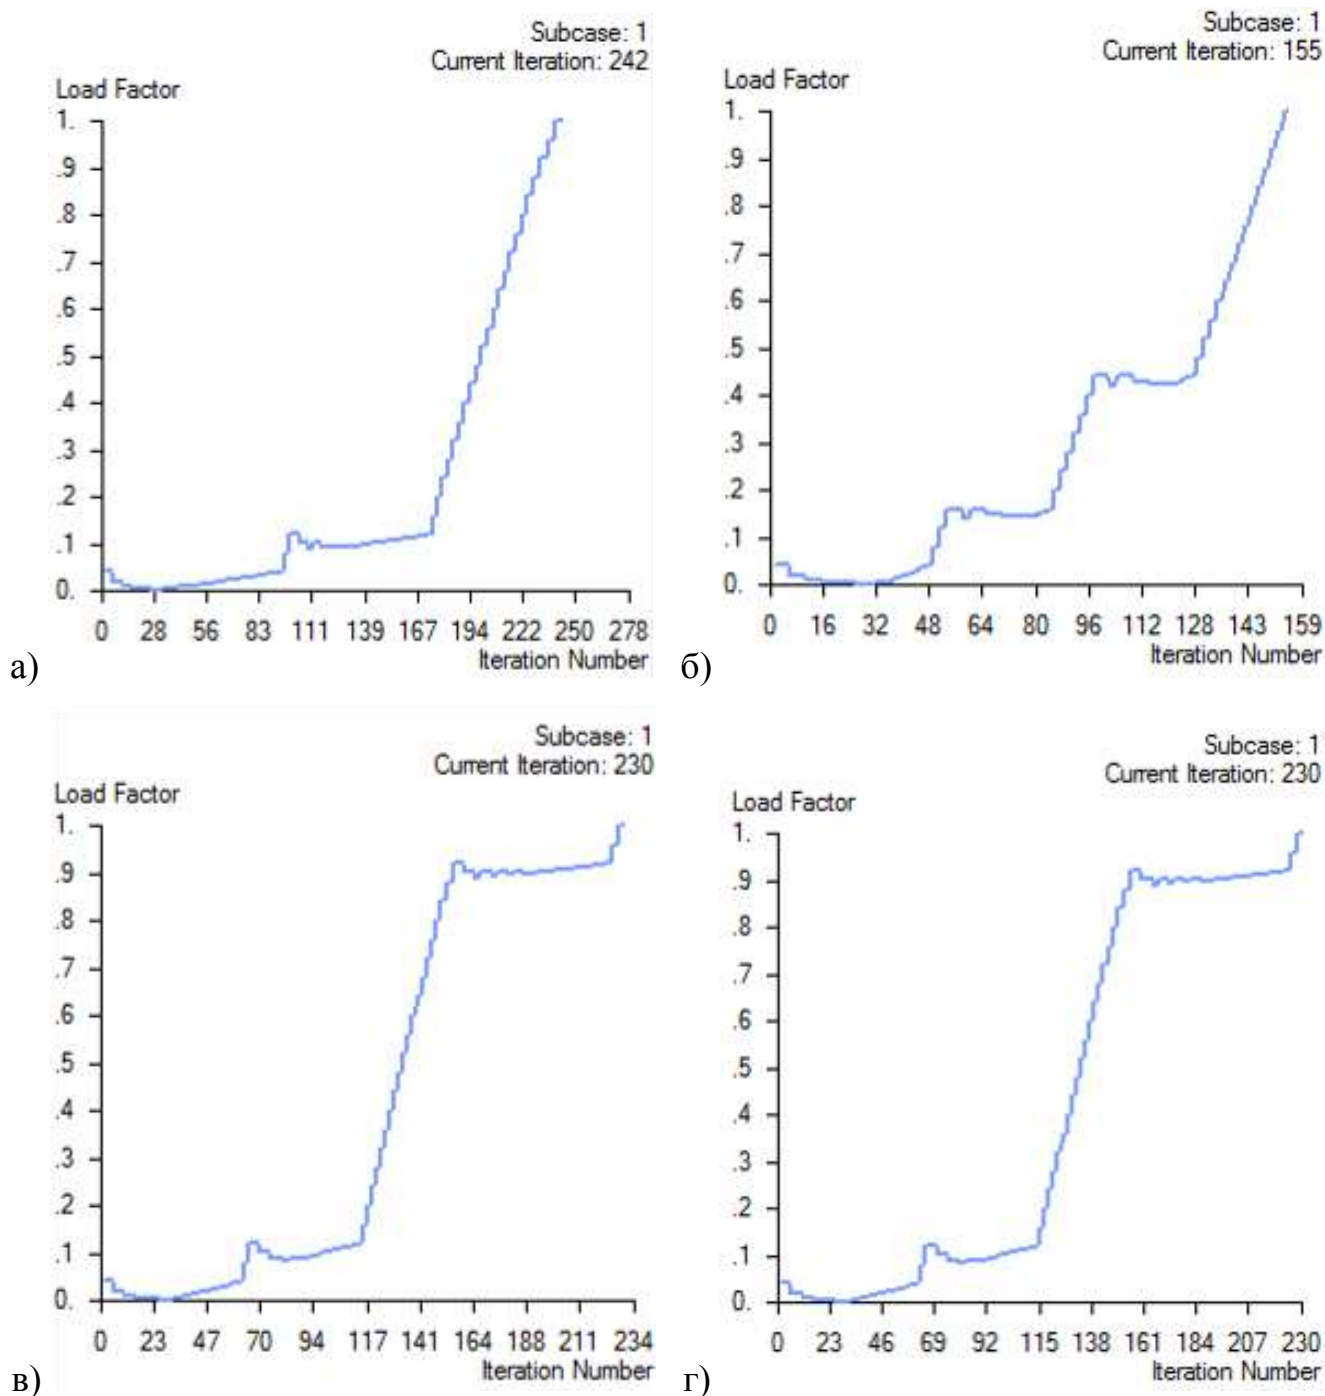 Subcase: 1
Current Iteration: 242
Load Factor
1.
.9
.8
.7
.6
.5
.4
.3
.2
.1
0.
0 28 56 83 111 139 167 194 222 250 278
Iteration Number
а)
Subcase: 1
Current Iteration: 155
Load Factor
1.
.9
.8
.7
.6
.5
.4
.3
.2
.1
0.
0 16 32 48 64 80 96 112 128 143 159
Iteration Number
б)
Subcase: 1
Current Iteration: 230
Load Factor
1.
.9
.8
.7
.6
.5
.4
.3
.2
.1
0.
0 23 47 70 94 117 141 164 188 211 234
Iteration Number
в)
Subcase: 1
Current Iteration: 230
Load Factor
1.
.9
.8
.7
.6
.5
.4
.3
.2
.1
0.
0 23 46 69 92 115 138 161 184 207 230
Iteration Number
г)